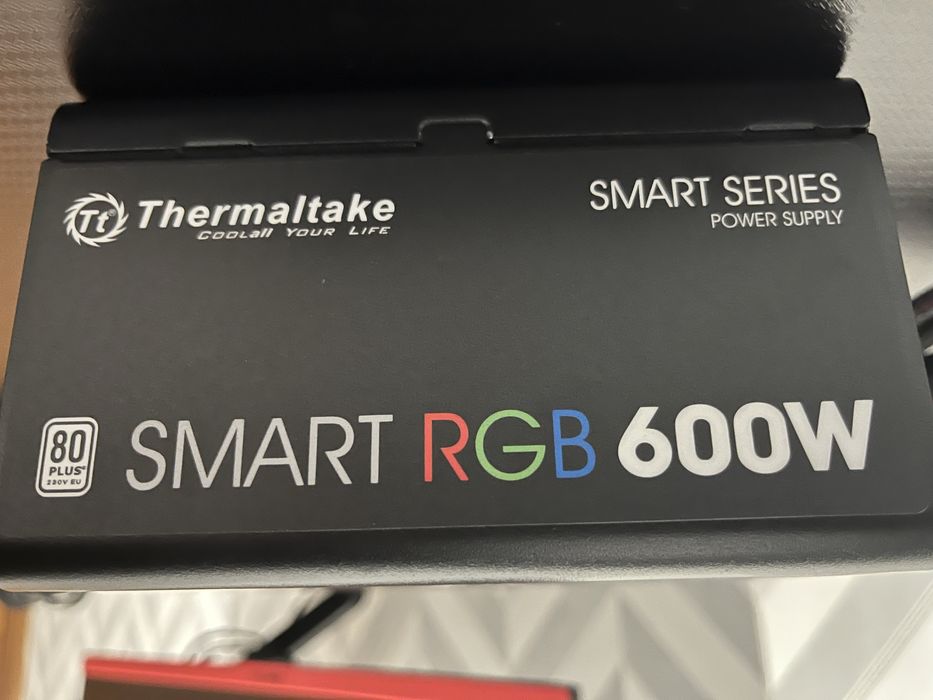 Tt® Thermaltake
COOLall YOUR LIFE
SMART SERIES
POWER SUPPLY
80
PLUS®
230V EU
SMART RGB 600W